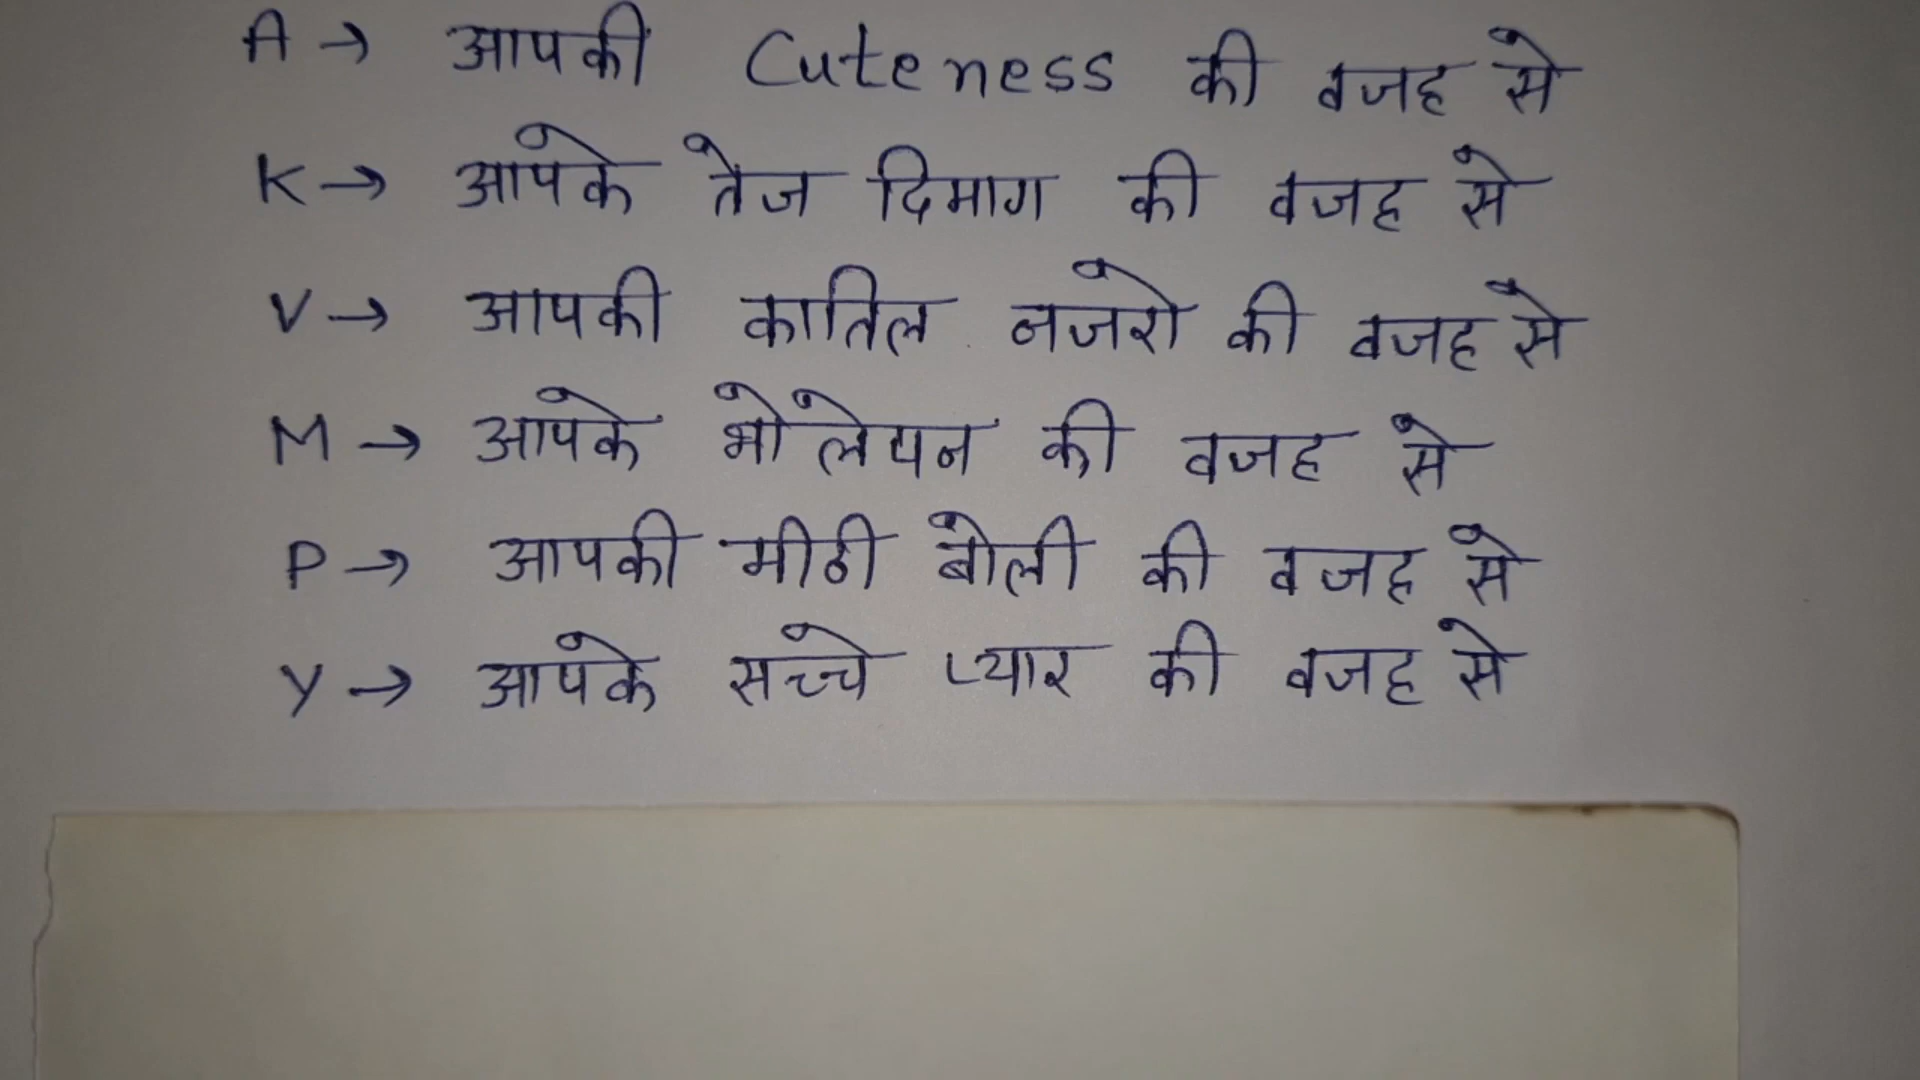 A → आपकी Cuteness की वजह से
K → आपके तेज दिमाग की वजह से
V → आपकी कातिल नजरो की वजह से
M → आपके भोलेपन की वजह से
P → आपकी मीठी बोली की वजह से
Y → आपके सच्चे प्यार की वजह से